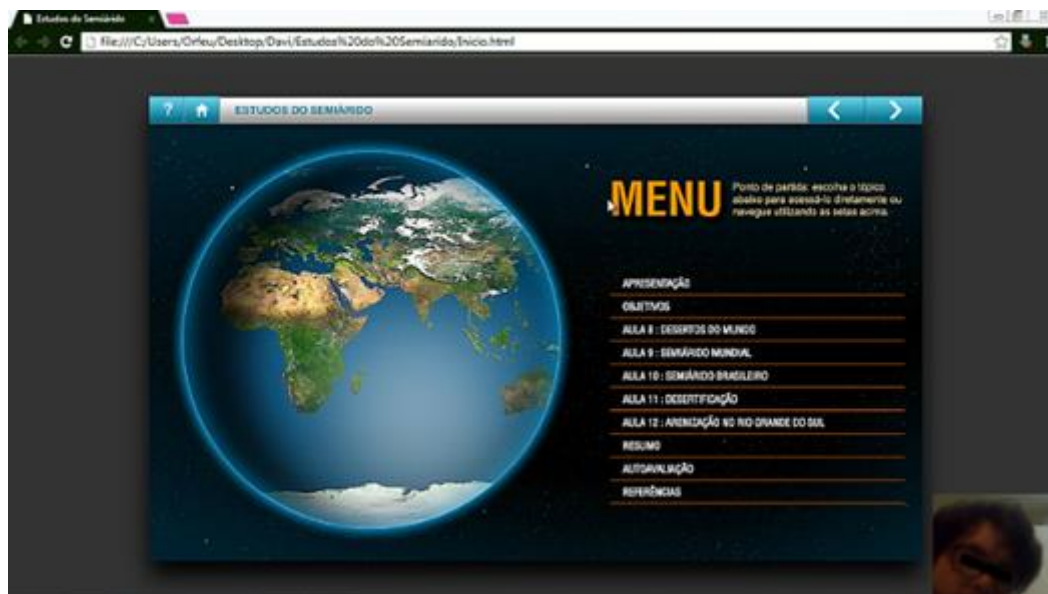 Estudos do Semiárido
file:///C:/Users/Orfeu/Desktop/Davi/Estudos%20do%20Semiarido/Inicio.html
? ESTUDOS DO SEMIÁRIDO
MENU
Ponto de partida: escolha o tópico
abaixo para acessá-lo diretamente ou
navegue utilizando as setas acima.
APRESENTAÇÃO
OBJETIVOS
AULA 8 : DESERTOS DO MUNDO
AULA 9 : SEMIÁRIDO MUNDIAL
AULA 10 : SEMIÁRIDO BRASILEIRO
AULA 11 : DESERTIFICAÇÃO
AULA 12 : ARENIZAÇÃO NO RIO GRANDE DO SUL
RESUMO
AUTOAVALIAÇÃO
REFERÊNCIAS